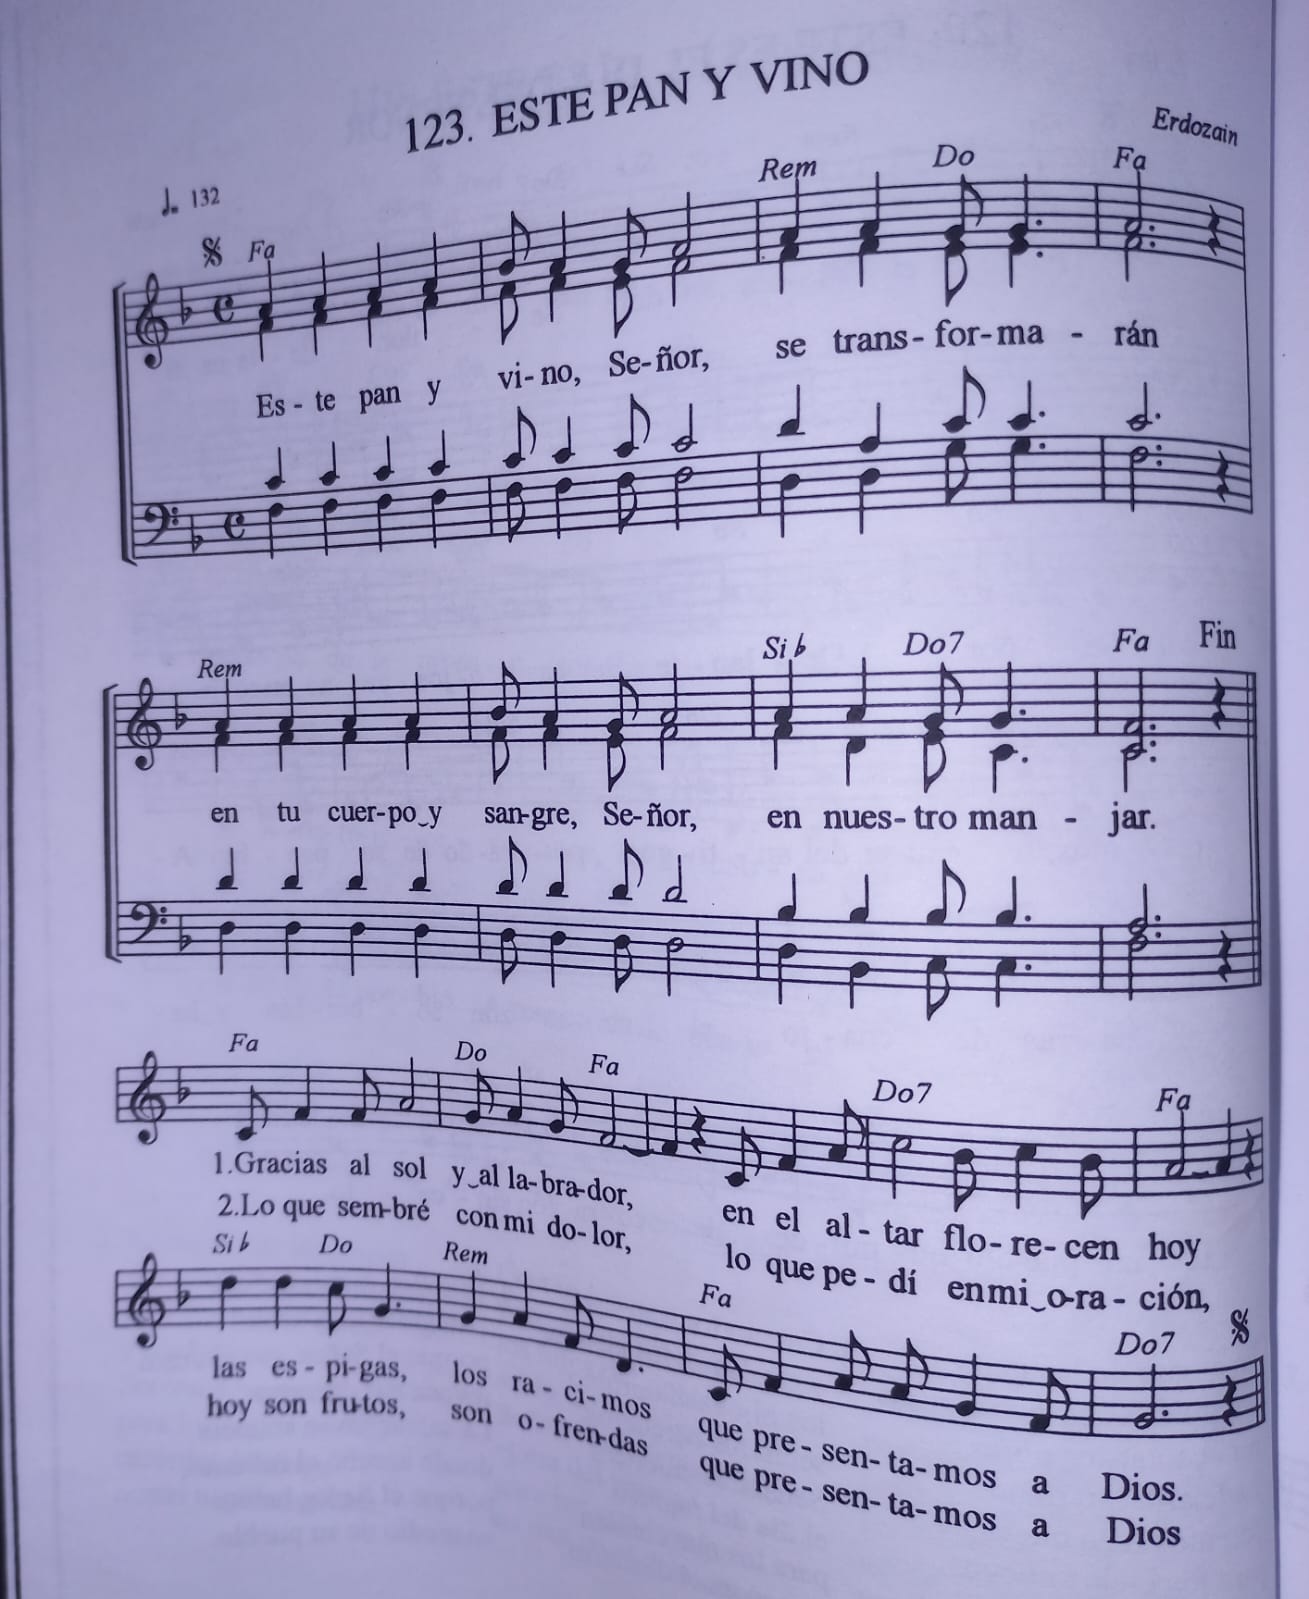 123. ESTE PAN Y VINO
Erdozain
132
Fa Rem Do Fa
Es - te pan y vi - no, Se - ñor, se trans - for - ma - rán
Rem Si b Do7 Fa Fin
en tu cuer - po‿y san - gre, Se - ñor, en nues - tro man - jar.
Fa Do Fa Do7 Fa
1.Gracias al sol y‿al la - bra - dor, en el al - tar flo - re - cen hoy
2.Lo que sem - bré con mi do - lor, lo que pe - dí en mi‿o - ra - ción,
Si b Do Rem Fa Do7
las es - pi - gas, los ra - ci - mos que pre - sen - ta - mos a Dios.
hoy son fru - tos, son o - fren - das que pre - sen - ta - mos a Dios